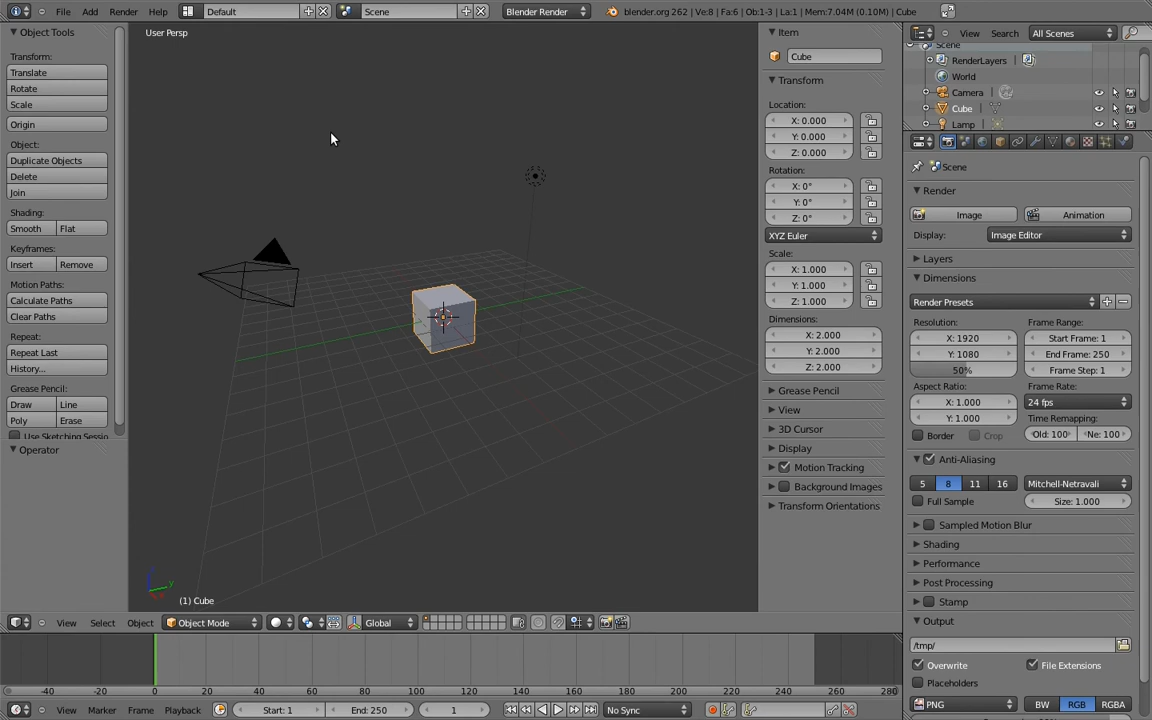 File Add Render Help Default Scene Blender Render blender.org 262 | Ve:8 | Fa:6 | Ob:1-3 | La:1 | Mem:7.04M (0.10M) | Cube
Object Tools
Transform:
Translate
Rotate
Scale
Origin
Object:
Duplicate Objects
Delete
Join
Shading:
Smooth Flat
Keyframes:
Insert Remove
Motion Paths:
Calculate Paths
Clear Paths
Repeat:
Repeat Last
History...
Grease Pencil:
Draw Line
Poly Erase
Use Sketching Sessio
Operator
User Persp
(1) Cube
z
y
Item
Cube
Transform
Location:
X: 0.000
Y: 0.000
Z: 0.000
Rotation:
X: 0°
Y: 0°
Z: 0°
XYZ Euler
Scale:
X: 1.000
Y: 1.000
Z: 1.000
Dimensions:
X: 2.000
Y: 2.000
Z: 2.000
Grease Pencil
View
3D Cursor
Display
Motion Tracking
Background Images
Transform Orientations
View Search All Scenes
Scene
RenderLayers
World
Camera
Cube
Lamp
Scene
Render
Image Animation
Display: Image Editor
Layers
Dimensions
Render Presets
Resolution: Frame Range:
X: 1920 Start Frame: 1
Y: 1080 End Frame: 250
50% Frame Step: 1
Aspect Ratio: Frame Rate:
X: 1.000 24 fps
Y: 1.000 Time Remapping:
Border Crop Old: 100 Ne: 100
Anti-Aliasing
5 8 11 16 Mitchell-Netravali
Full Sample Size: 1.000
Sampled Motion Blur
Shading
Performance
Post Processing
Stamp
Output
/tmp/
Overwrite File Extensions
Placeholders
PNG BW RGB RGBA
View Select Object Object Mode Global
-40 -20 0 20 40 60 80 100 120 140 160 180 200 220 240 260 280
View Marker Frame Playback Start: 1 End: 250 1 No Sync